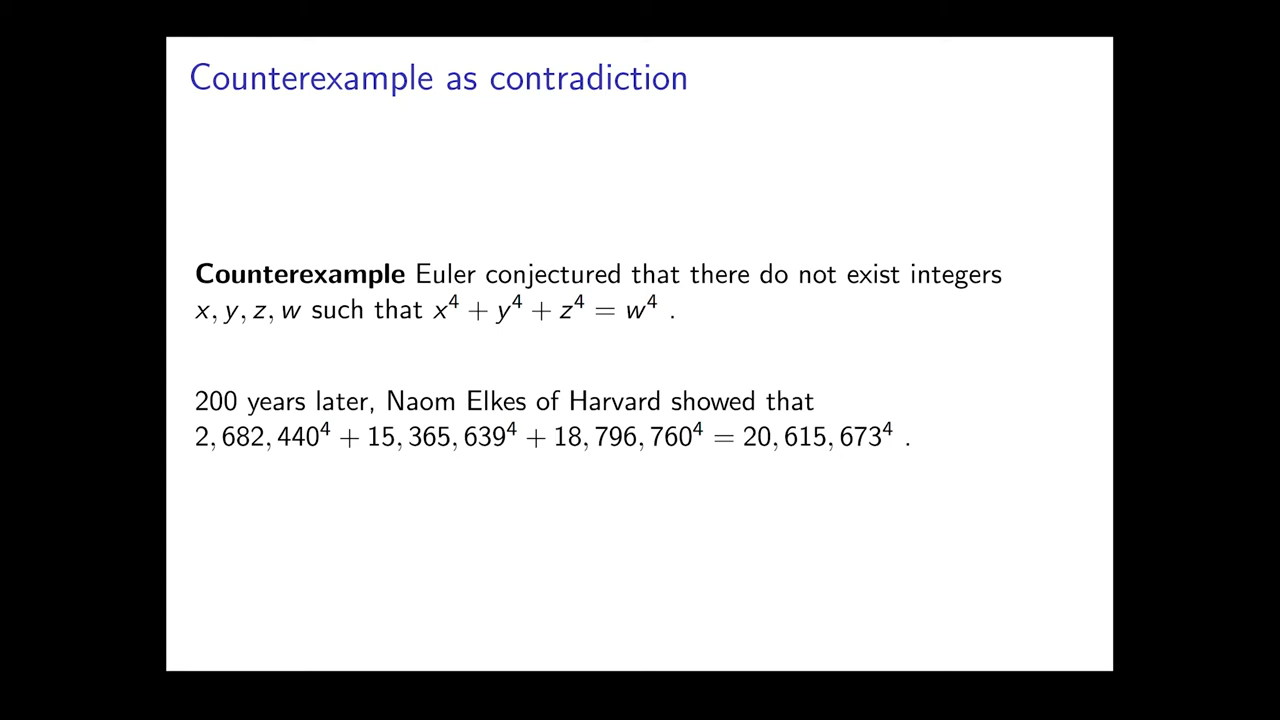 Counterexample as contradiction
Counterexample Euler conjectured that there do not exist integers
x, y, z, w such that x⁴ + y⁴ + z⁴ = w⁴ .
200 years later, Naom Elkes of Harvard showed that
2, 682, 440⁴ + 15, 365, 639⁴ + 18, 796, 760⁴ = 20, 615, 673⁴ .